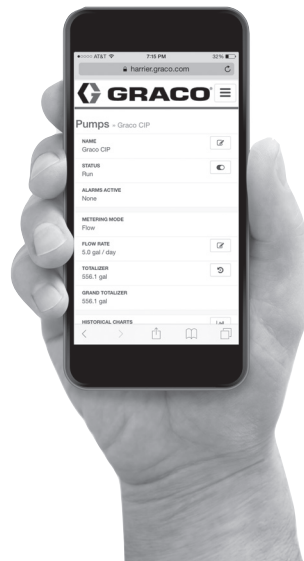 AT&T 7:15 PM 32%
harrier.graco.com
GRACO
Pumps - Graco CIP
NAME
Graco CIP
STATUS
Run
ALARMS ACTIVE
None
METERING MODE
Flow
FLOW RATE
5.0 gal / day
TOTALIZER
556.1 gal
GRAND TOTALIZER
556.1 gal
HISTORICAL CHARTS